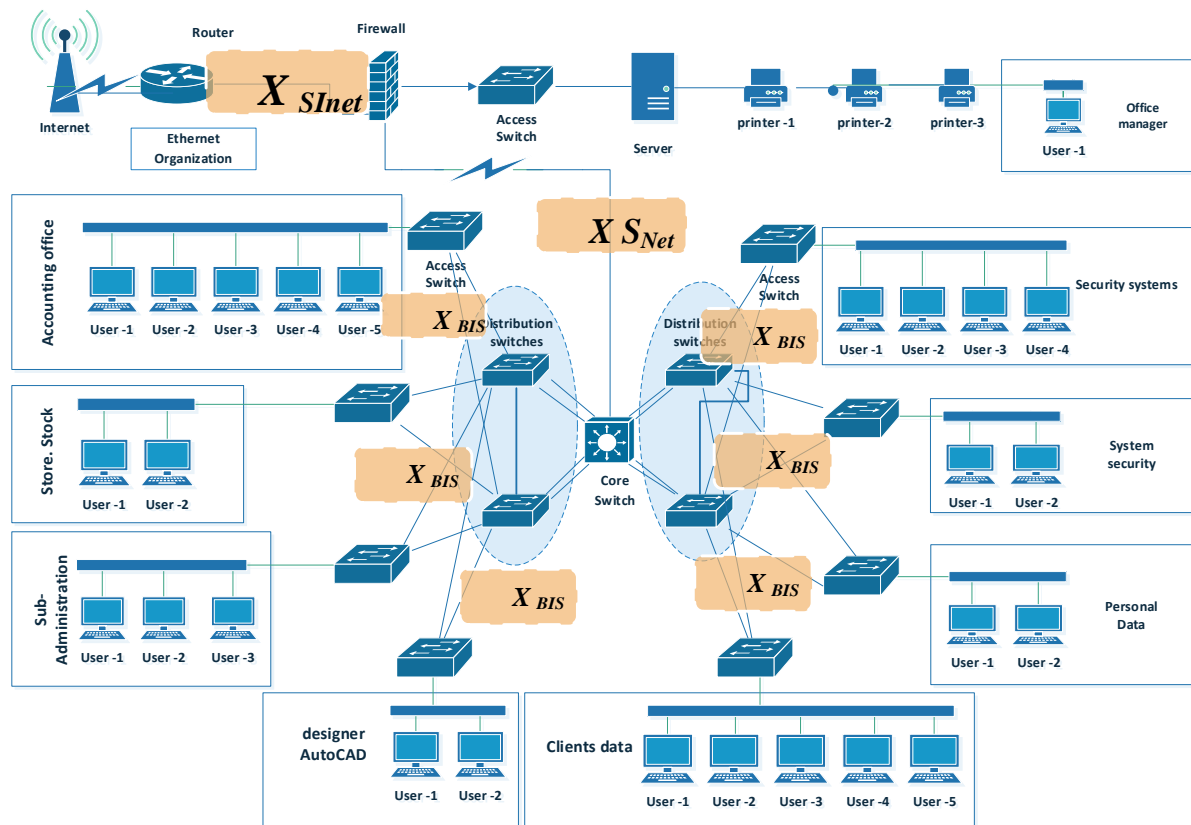 Router
Firewall
X SInet
Internet
Ethernet
Organization
Access
Switch
Server
printer -1
printer-2
printer-3
User -1
Office
manager
Accounting office
User -1
User -2
User -3
User -4
User -5
Access
Switch
X S Net
Access
Switch
Security systems
User -1
User -2
User -3
User -4
X BIS
Distribution
switches
Distribution
switches
X BIS
Store. Stock
User -1
User -2
X BIS
Core
Switch
X BIS
System
security
User -1
User -2
Sub-
Administration
User -1
User -2
User -3
X BIS
X BIS
Personal
Data
User -1
User -2
designer
AutoCAD
User -1
User -2
Clients data
User -1
User -2
User -3
User -4
User -5